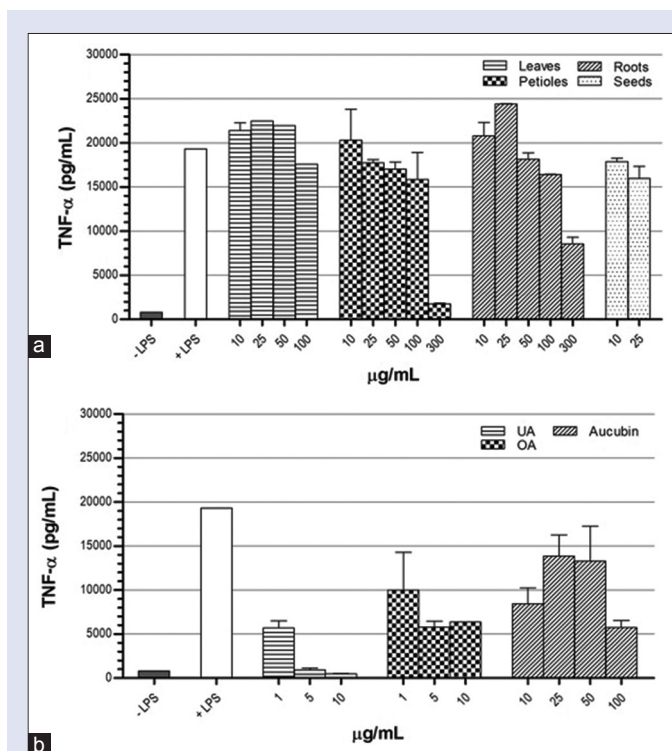 30000
25000
20000
15000
10000
5000
0
TNF-α (pg/mL)
Leaves Roots
Petioles Seeds
- LPS + LPS 10 25 50 100 10 25 50 100 300 10 25 50 100 300 10 25
μg/mL
a
30000
25000
20000
15000
10000
5000
0
TNF-α (pg/mL)
UA Aucubin
OA
- LPS + LPS 1 5 10 1 5 10 10 25 50 100
μg/mL
b